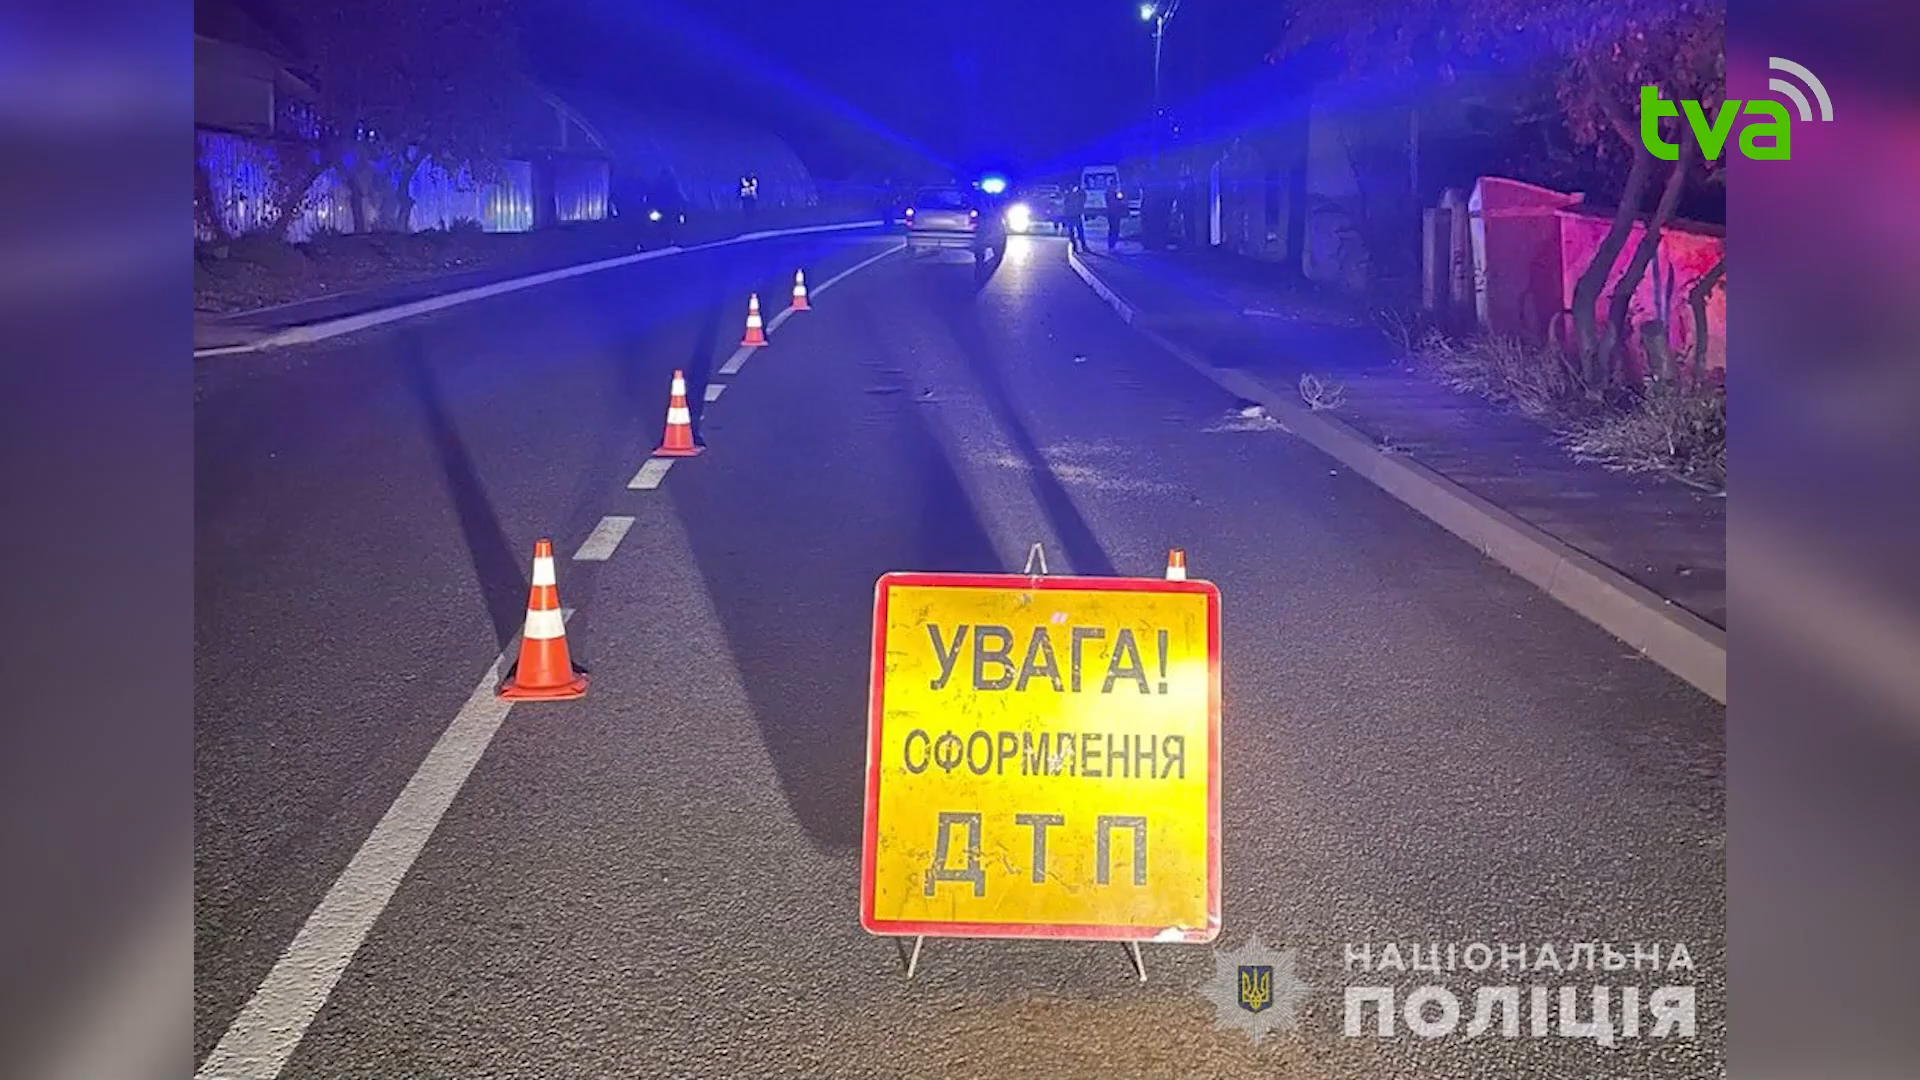 tva
УВАГА!
ОФОРМЛЕННЯ
ДТП
НАЦІОНАЛЬНА
ПОЛІЦІЯ